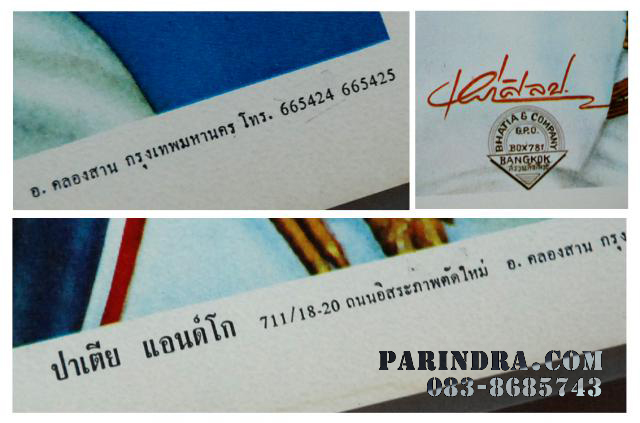 อ. คลองสาน กรุงเทพมหานคร โทร. 665424 665425
BHATIA & COMPANY
G.P.O.
BOX 781
BANGKOK
ปาเตีย แอนด์โก 711/18-20 ถนนอิสระภาพตัดใหม่ อ. คลองสาน กรุง
PARINDRA.COM
083-8685743